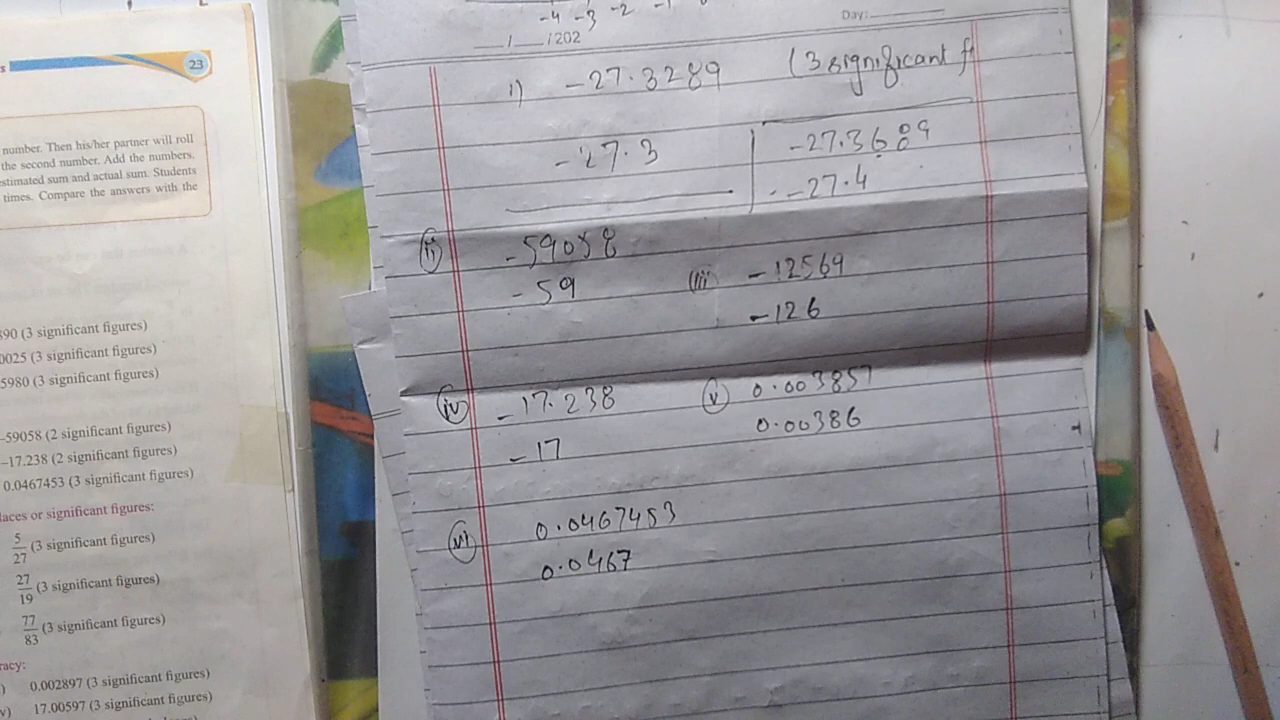 23
number. Then his/her partner will roll
the second number. Add the numbers.
estimated sum and actual sum. Students
times. Compare the answers with the
(3 significant figures)
0025 (3 significant figures)
5980 (3 significant figures)
–59058 (2 significant figures)
–17.238 (2 significant figures)
0.0467453 (3 significant figures)
laces or significant figures:
5/27 (3 significant figures)
27/19 (3 significant figures)
77/83 (3 significant figures)
racy:
) 0.002897 (3 significant figures)
v) 17.00597 (3 significant figures)
-4 -3 -2 -1
__/__/202
Day:
i) -27.3289 (3 significant f
-27.3
-27.4
ii) -59058
-59
(iii -12569
-126
iv -17.238
-17
v 0.003857
0.00386
vi 0.0467453
0.0467